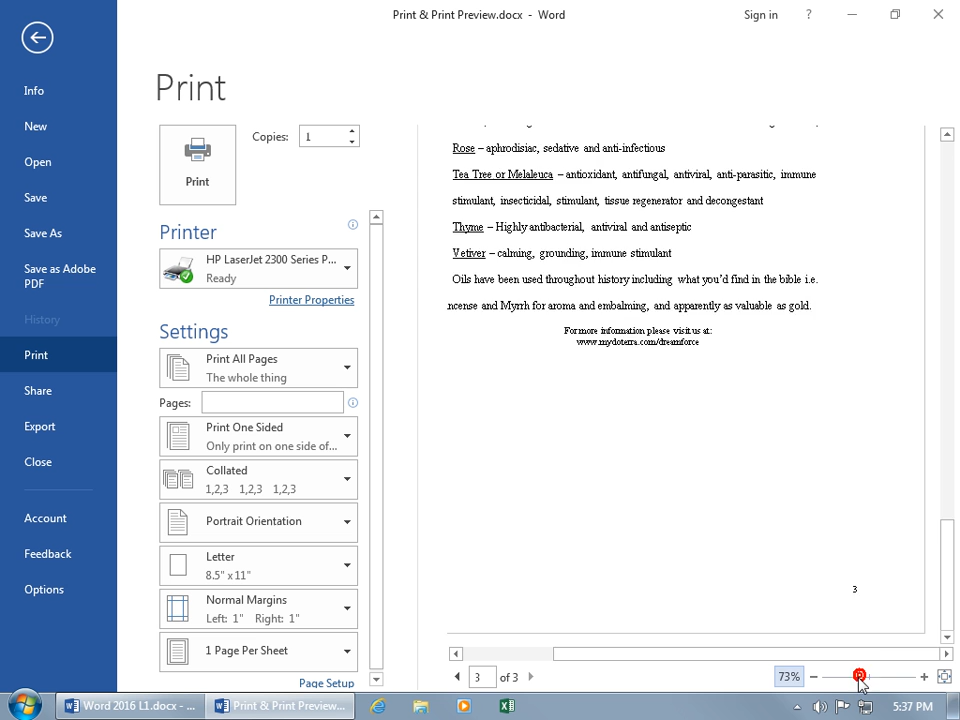 Print & Print Preview.docx - Word
Sign in
?
Info
New
Open
Save
Save As
Save as Adobe
PDF
History
Print
Share
Export
Close
Account
Feedback
Options
Print
Print
Copies:
1
Printer
HP LaserJet 2300 Series P...
Ready
Printer Properties
Settings
Print All Pages
The whole thing
Pages:
Print One Sided
Only print on one side of...
Collated
1,2,3 1,2,3 1,2,3
Portrait Orientation
Letter
8.5" x 11"
Normal Margins
Left: 1" Right: 1"
1 Page Per Sheet
Page Setup
Rose – aphrodisiac, sedative and anti-infectious
Tea Tree or Melaleuca – antioxidant, antifungal, antiviral, anti-parasitic, immune
stimulant, insecticidal, stimulant, tissue regenerator and decongestant
Thyme – Highly antibacterial, antiviral and antiseptic
Vetiver – calming, grounding, immune stimulant
Oils have been used throughout history including what you'd find in the bible i.e.
ncense and Myrrh for aroma and embalming, and apparently as valuable as gold.
For more information please visit us at:
www.mydoterra.com/dreamforce
3
3 of 3
73%
Word 2016 L1.docx - ...
Print & Print Preview...
5:37 PM